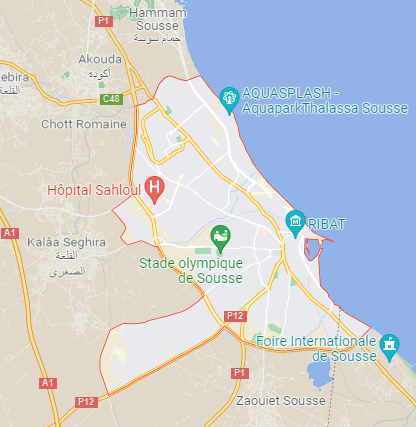 Hammam
Sousse
حمام سوسة
P1
Akouda
أكودة
ebira
القلعة
C48
AQUASPLASH -
AquaparkThalassa Sousse
Chott Romaine
Hôpital Sahloul
H
RIBAT
A1
Kalâa Seghira
القلعة
الصغرى
Stade olympique
de Sousse
P12
Foire Internationale
de Sousse
P1
A1
P12
Zaouiet Sousse